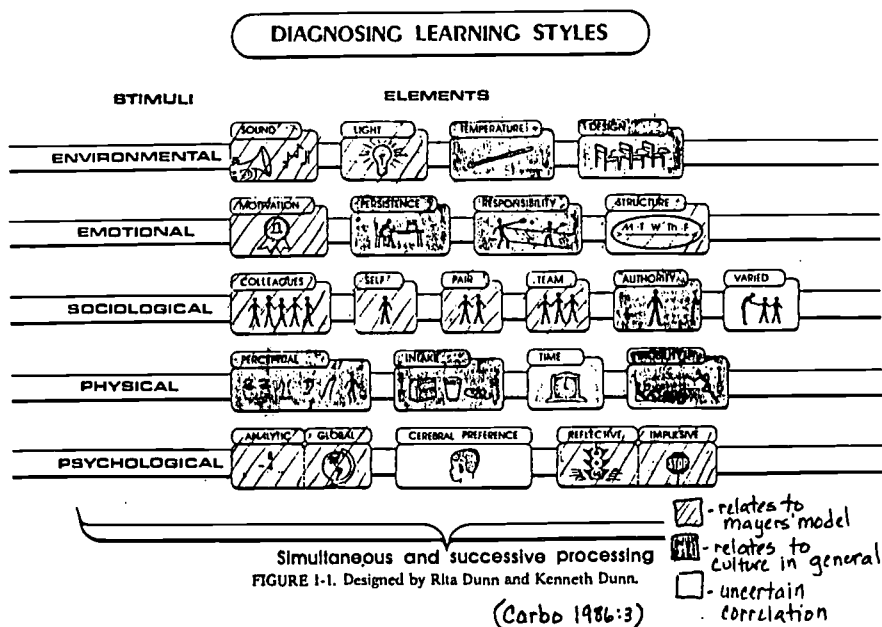 DIAGNOSING LEARNING STYLES
STIMULI ELEMENTS
SOUND LIGHT TEMPERATURE DESIGN
ENVIRONMENTAL
MOTIVATION PERSISTENCE RESPONSIBILITY STRUCTURE
EMOTIONAL
M T W Th F
COLLEAGUES SELF PAIR TEAM AUTHORITY VARIED
SOCIOLOGICAL
PERCEPTUAL INTAKE TIME MOBILITY
PHYSICAL
ANALYTIC GLOBAL CEREBRAL PREFERENCE REFLECTIVE IMPULSIVE
PSYCHOLOGICAL
STOP
- relates to
mayers' model
- relates to
culture in general
- uncertain
correlation
Simultaneous and successive processing
FIGURE 1-1. Designed by Rita Dunn and Kenneth Dunn.
(Carbo 1986:3)